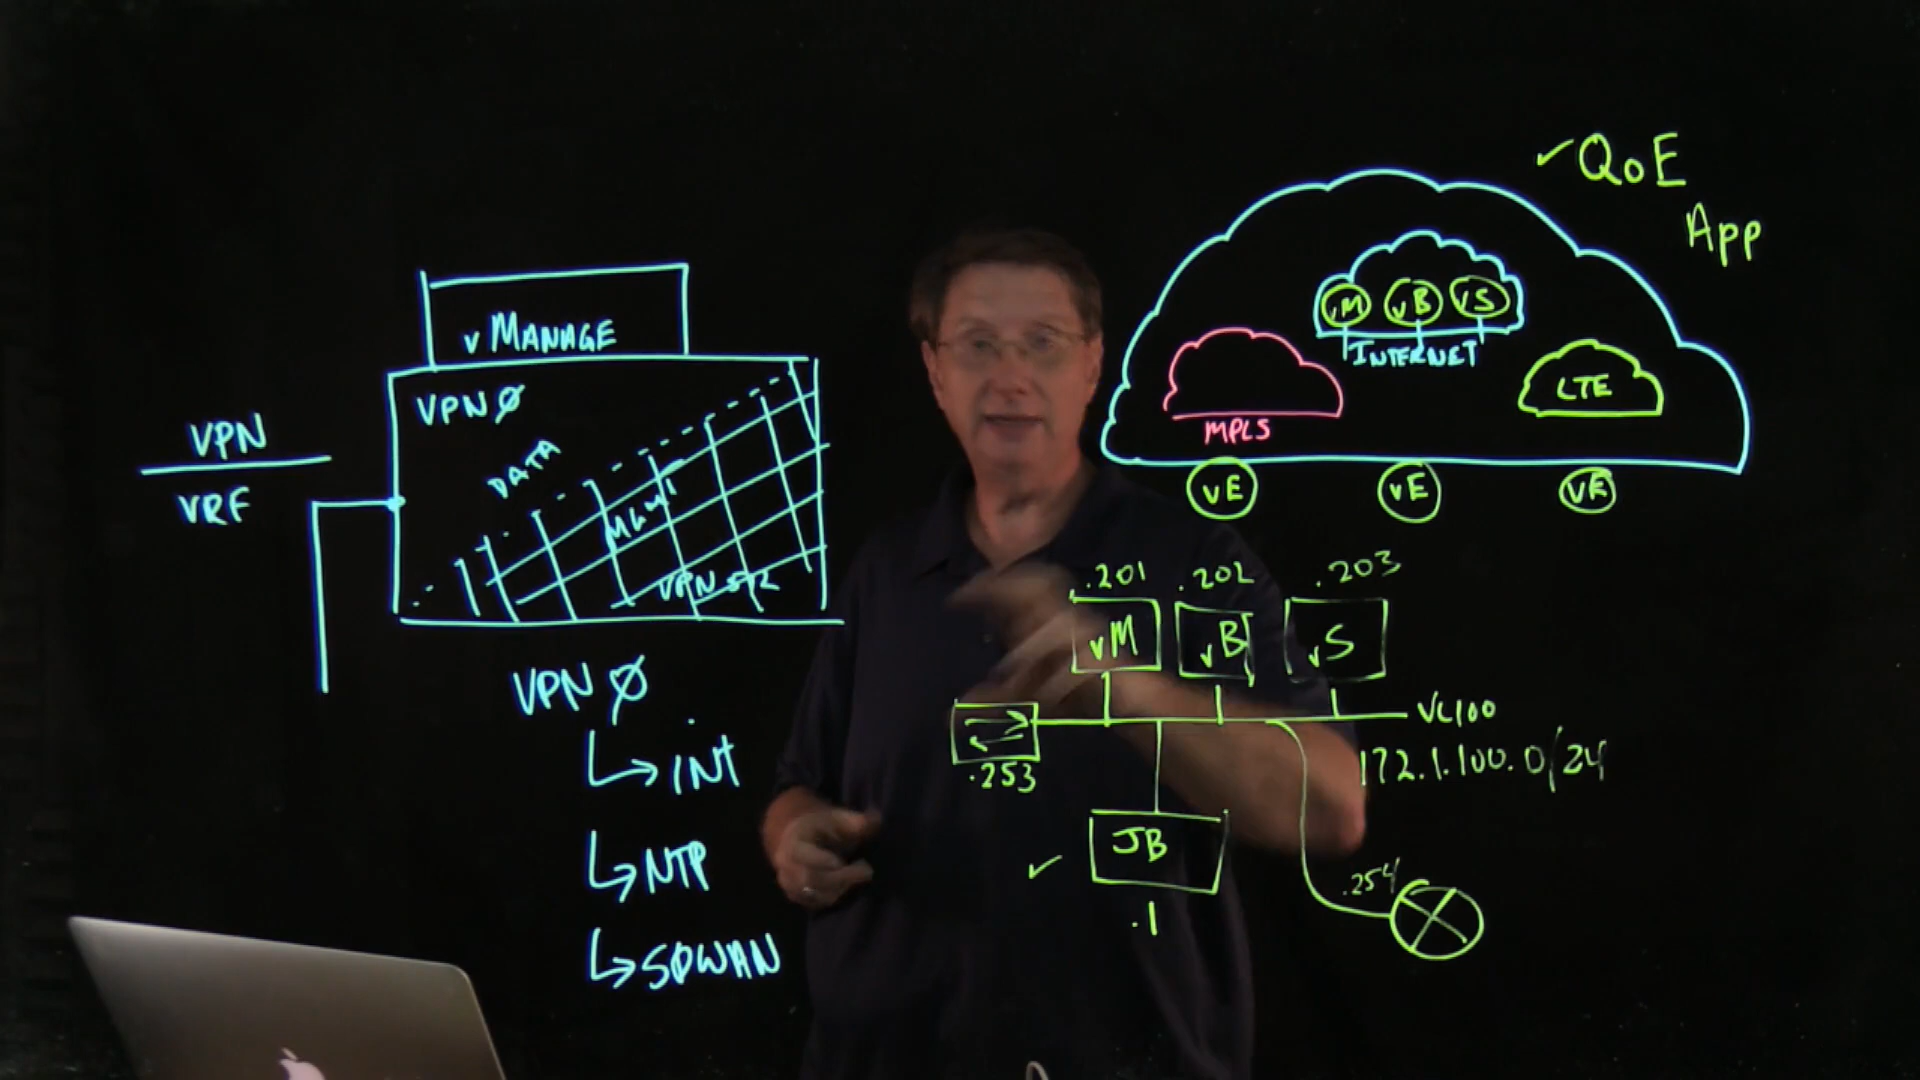 VPN
VRF
vMANAGE
VPN Ø
DATA
MGMT
VPN 512
VPN Ø
INT
NTP
SDWAN
QoE
App
vM vB vS
INTERNET
MPLS
LTE
vE vE vE
.201 .202 .203
vM vB vS
VL100
172.1.100.0/24
.253
JB
.1
.254